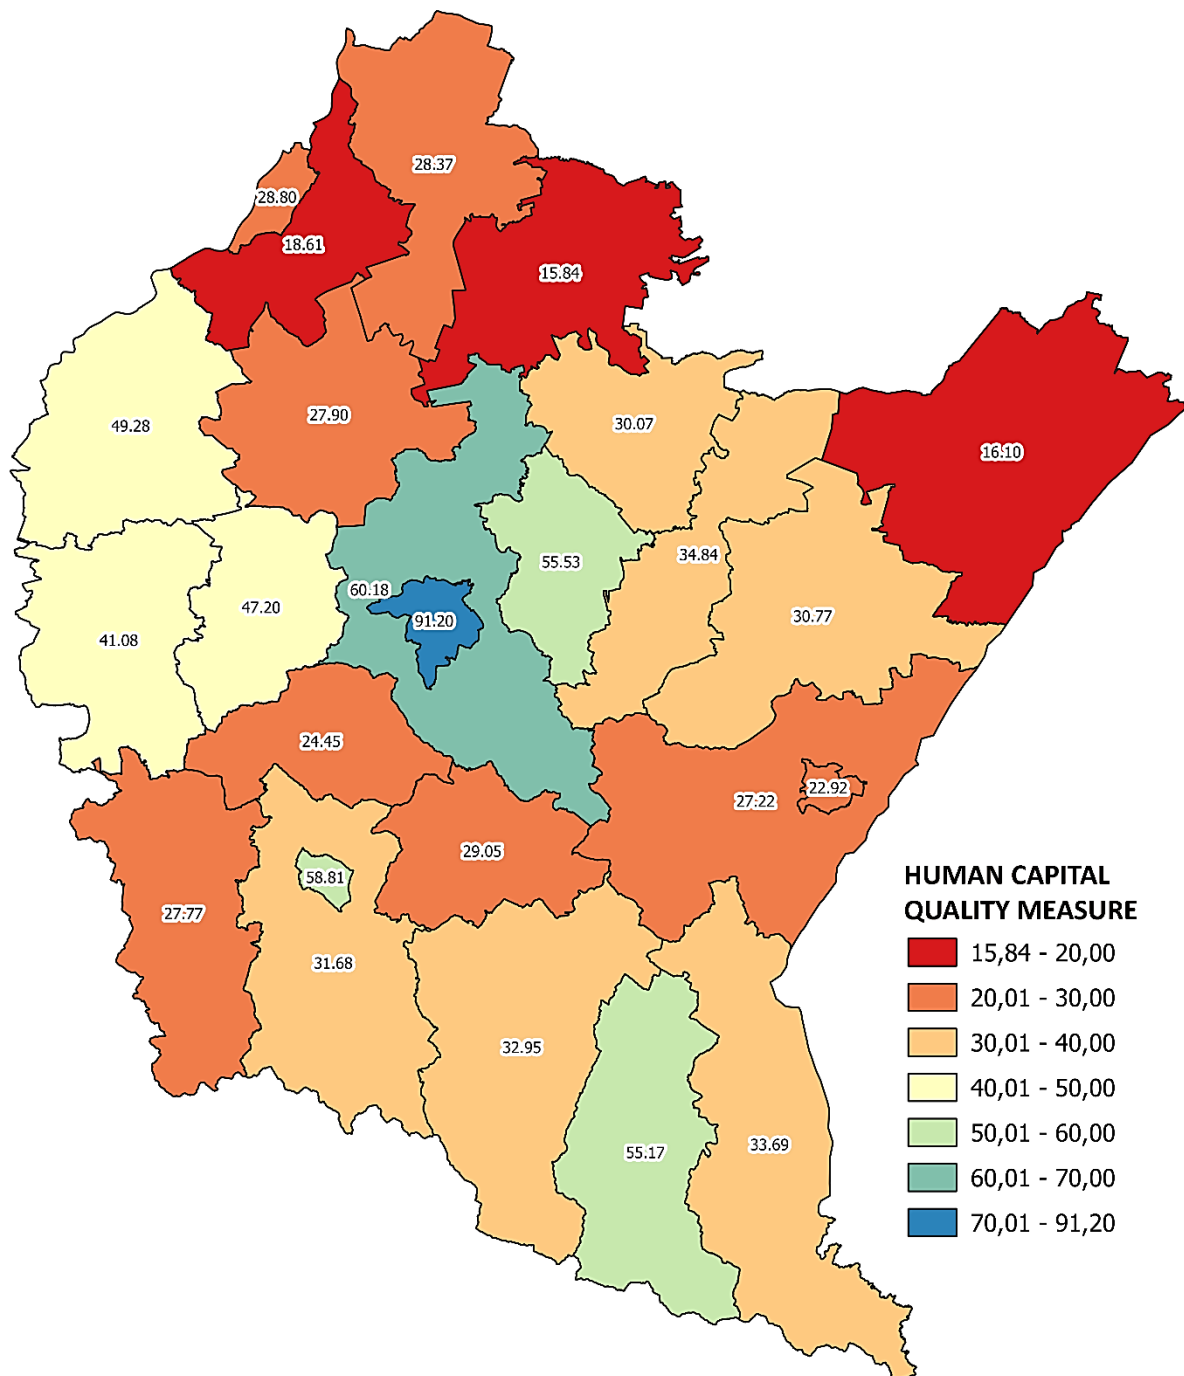 28.37
28.80
18.61
15.84
49.28
27.90
30.07
16.10
55.53
34.84
60.18
47.20
91.20
30.77
41.08
24.45
22.92
27.22
29.05
58.81
27.77
31.68
32.95
33.69
55.17
HUMAN CAPITAL
QUALITY MEASURE
15,84 - 20,00
20,01 - 30,00
30,01 - 40,00
40,01 - 50,00
50,01 - 60,00
60,01 - 70,00
70,01 - 91,20